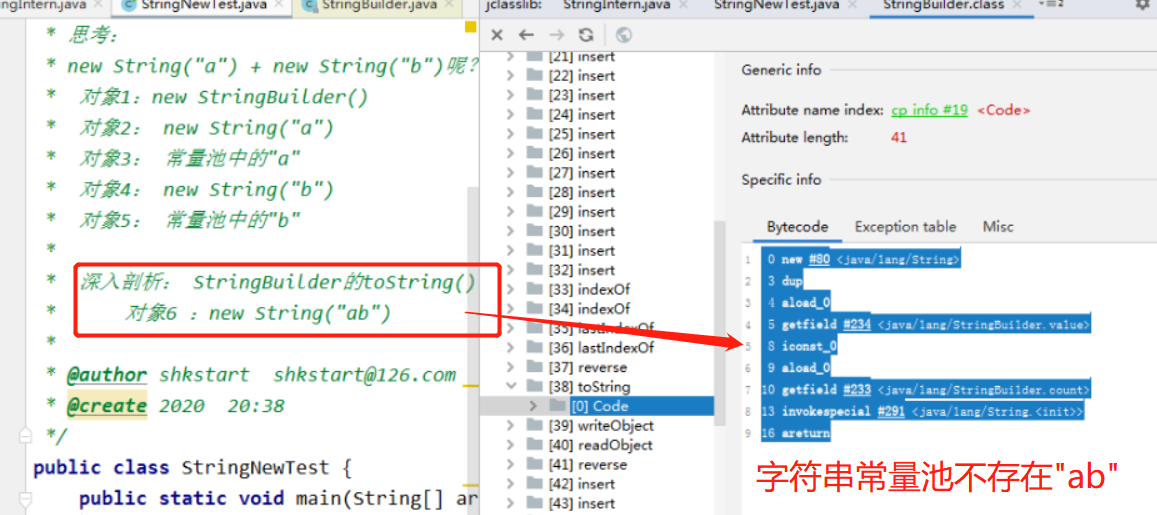 ingIntern.java
StringNewTest.java
StringBuilder.java
* 思考：
* new String("a") + new String("b")呢？
* 对象1：new StringBuilder()
* 对象2： new String("a")
* 对象3： 常量池中的"a"
* 对象4： new String("b")
* 对象5： 常量池中的"b"
*
* 深入剖析： StringBuilder的toString()
* 对象6 ：new String("ab")
*
* @author shkstart shkstart@126.com
* @create 2020 20:38
*/
public class StringNewTest {
public static void main(String[] ar
jclasslib:
StringIntern.java
StringNewTest.java
StringBuilder.class
[21] insert
[22] insert
[23] insert
[24] insert
[25] insert
[26] insert
[27] insert
[28] insert
[29] insert
[30] insert
[31] insert
[32] insert
[33] indexOf
[34] indexOf
[35] lastIndexOf
[36] lastIndexOf
[37] reverse
[38] toString
[0] Code
[39] writeObject
[40] readObject
[41] reverse
[42] insert
[43] insert
Generic info
Attribute name index: cp info #19 <Code>
Attribute length: 41
Specific info
Bytecode Exception table Misc
1 0 new #80 <java/lang/String>
2 3 dup
3 4 aload_0
4 5 getfield #234 <java/lang/StringBuilder.value>
5 8 iconst_0
6 9 aload_0
7 10 getfield #233 <java/lang/StringBuilder.count>
8 13 invokespecial #291 <java/lang/String.<init>>
9 16 areturn
字符串常量池不存在"ab"